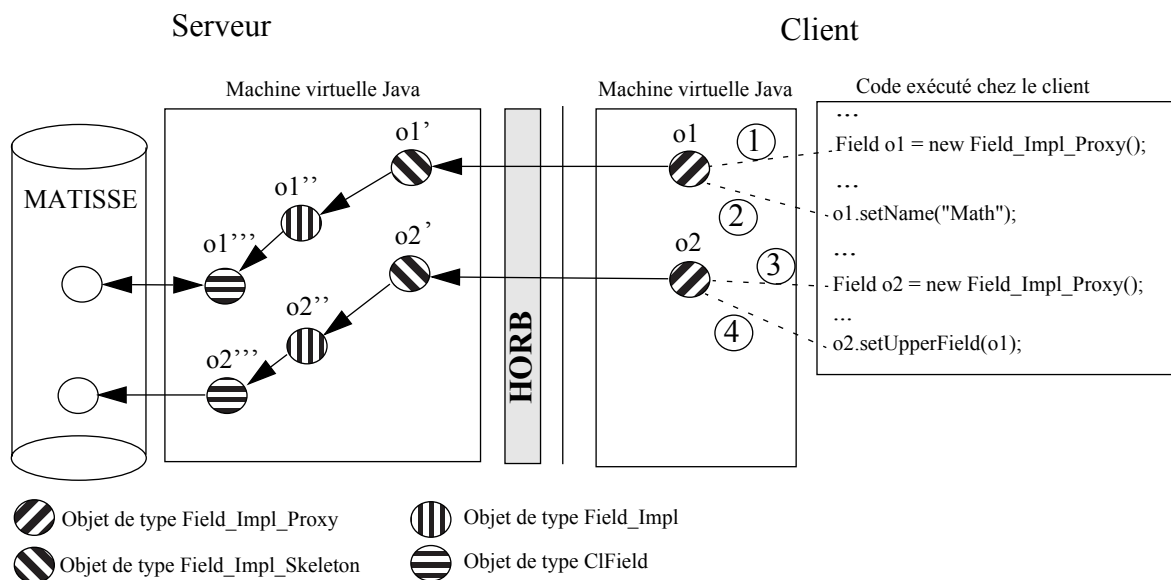 Serveur
Client
Machine virtuelle Java
Machine virtuelle Java
Code exécuté chez le client
MATISSE
o1'
o1''
o1'''
o2'
o2''
o2'''
HORB
o1
1
2
o2
3
4
...
Field o1 = new Field_Impl_Proxy();
...
o1.setName("Math");
...
Field o2 = new Field_Impl_Proxy();
...
o2.setUpperField(o1);
Objet de type Field_Impl_Proxy
Objet de type Field_Impl
Objet de type Field_Impl_Skeleton
Objet de type ClField